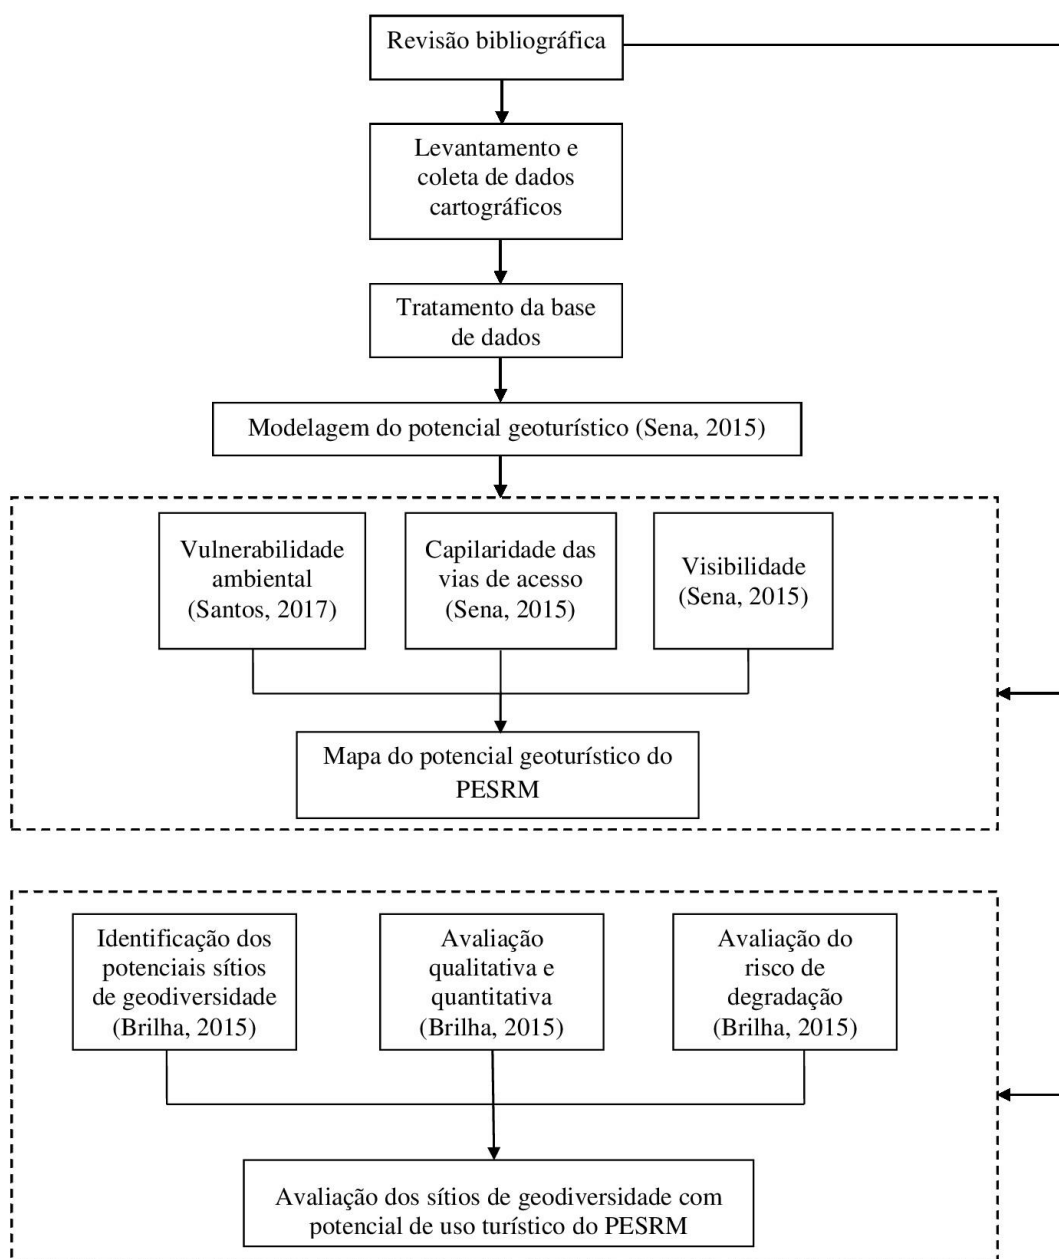 Revisão bibliográfica
Levantamento e
coleta de dados
cartográficos
Tratamento da base
de dados
Modelagem do potencial geoturístico (Sena, 2015)
Vulnerabilidade
ambiental
(Santos, 2017)
Capilaridade das
vias de acesso
(Sena, 2015)
Visibilidade
(Sena, 2015)
Mapa do potencial geoturístico do
PESRM
Identificação dos
potenciais sítios
de geodiversidade
(Brilha, 2015)
Avaliação
qualitativa e
quantitativa
(Brilha, 2015)
Avaliação do
risco de
degradação
(Brilha, 2015)
Avaliação dos sítios de geodiversidade com
potencial de uso turístico do PESRM